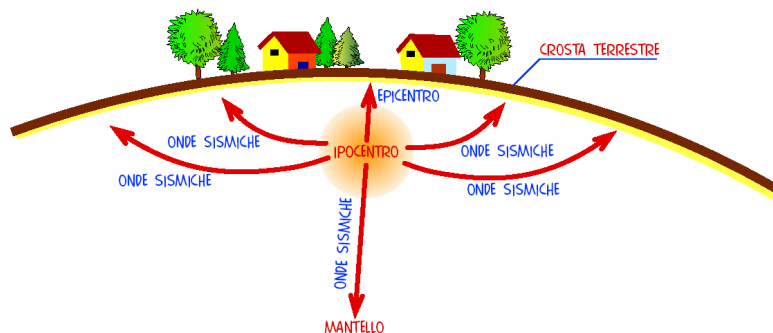 CROSTA TERRESTRE
EPICENTRO
ONDE SISMICHE
IPOCENTRO
ONDE SISMICHE
ONDE SISMICHE
ONDE SISMICHE
ONDE SISMICHE
MANTELLO